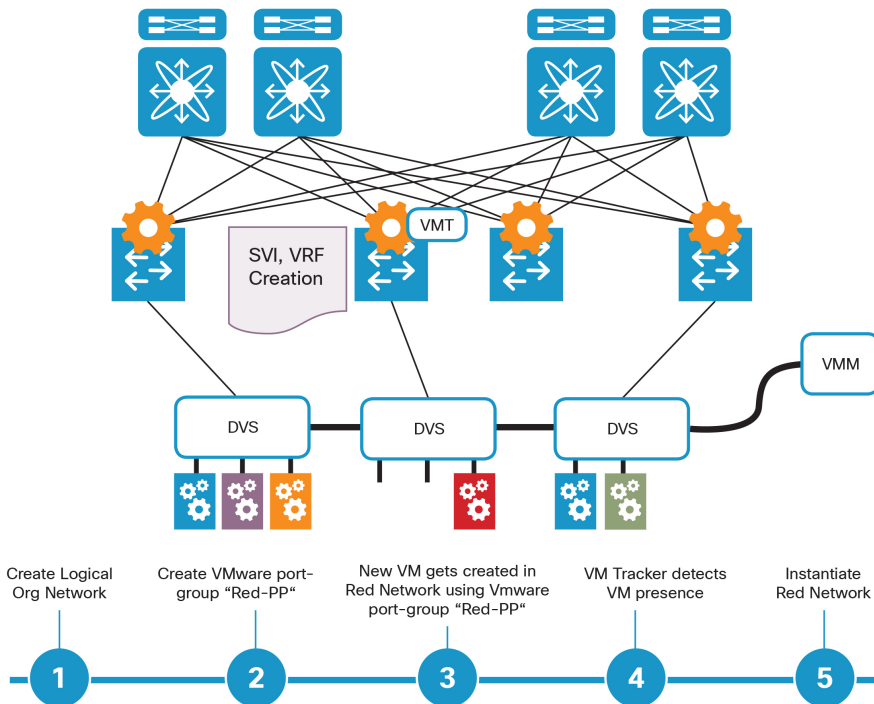 VMT
SVI, VRF
Creation
VMM
DVS
DVS
DVS
Create Logical
Org Network
Create VMware port-
group “Red-PP“
New VM gets created in
Red Network using Vmware
port-group “Red-PP“
VM Tracker detects
VM presence
Instantiate
Red Network
1
2
3
4
5